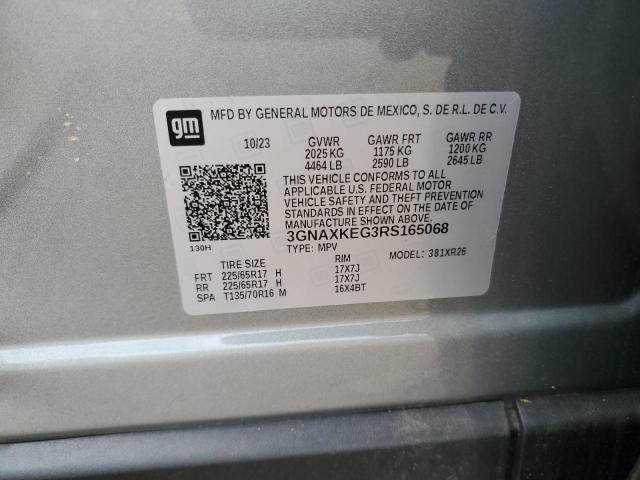 gm
MFD BY GENERAL MOTORS DE MEXICO, S. DE R.L. DE C.V.
10/23 GVWR GAWR FRT GAWR RR
2025 KG 1175 KG 1200 KG
4464 LB 2590 LB 2645 LB
THIS VEHICLE CONFORMS TO ALL
APPLICABLE U.S. FEDERAL MOTOR
VEHICLE SAFETY AND THEFT PREVENTION
STANDARDS IN EFFECT ON THE DATE OF
MANUFACTURE SHOWN ABOVE.
3GNAXKEG3RS165068
130H TYPE: MPV MODEL: 381XR26
TIRE SIZE RIM
FRT 225/65R17 H 17X7J
RR 225/65R17 H 17X7J
SPA T135/70R16 M 16X4BT